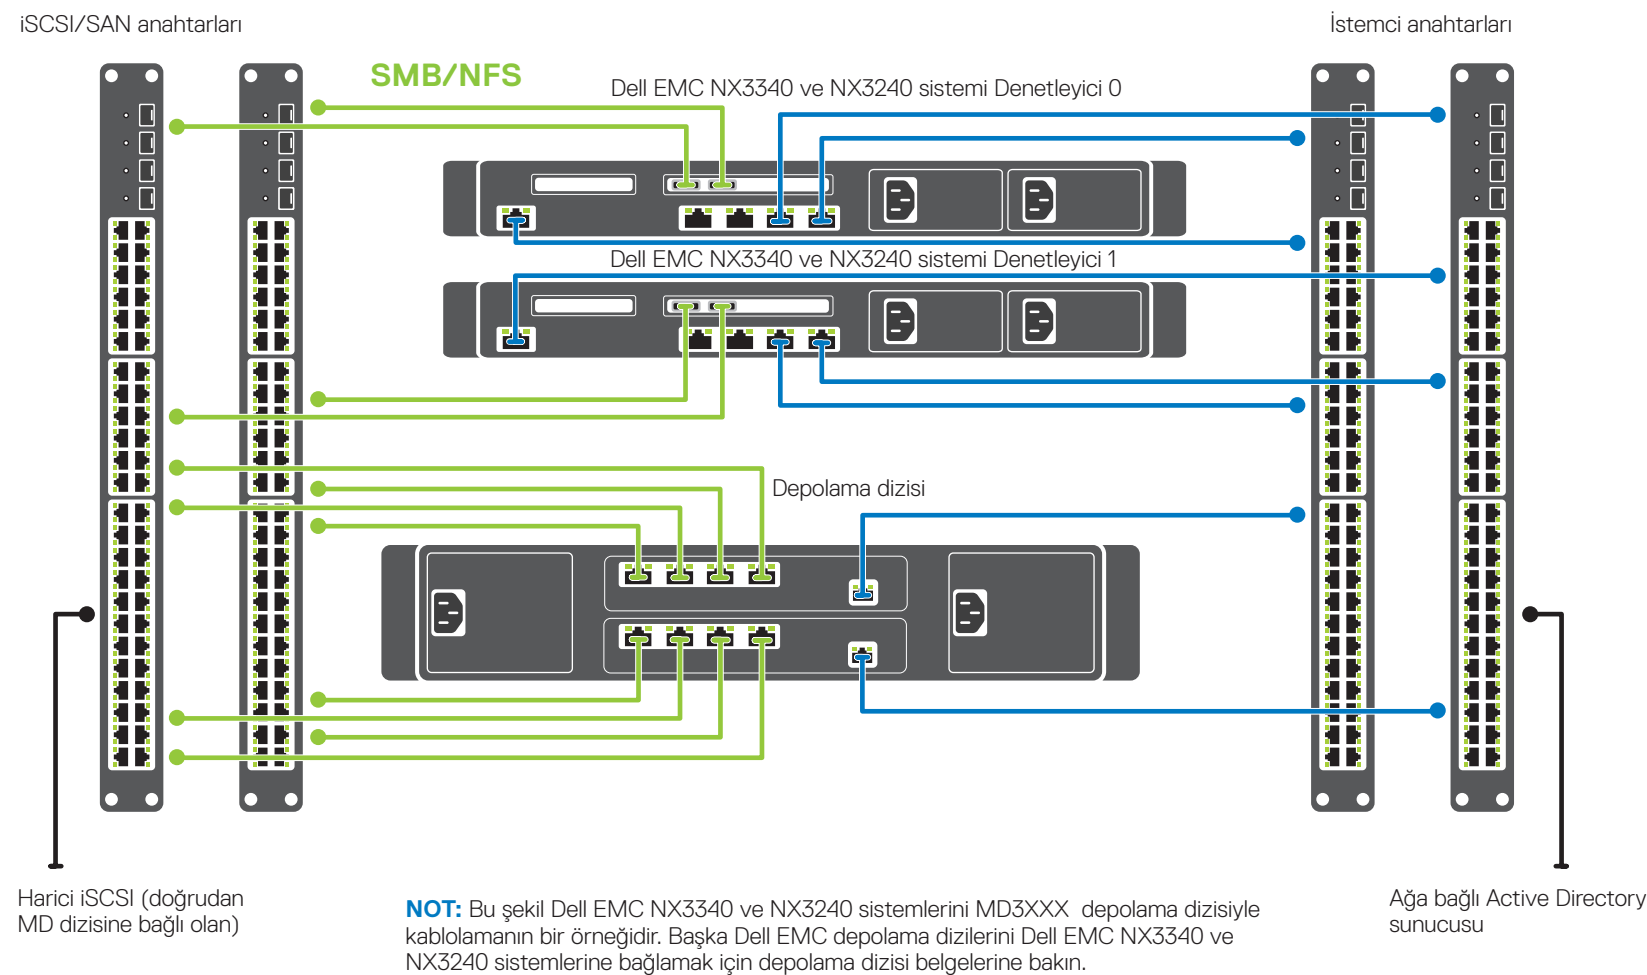 iSCSI/SAN anahtarları
İstemci anahtarları
SMB/NFS
Dell EMC NX3340 ve NX3240 sistemi Denetleyici 0
Dell EMC NX3340 ve NX3240 sistemi Denetleyici 1
Depolama dizisi
Harici iSCSI (doğrudan
MD dizisine bağlı olan)
NOT: Bu şekil Dell EMC NX3340 ve NX3240 sistemlerini MD3XXX depolama dizisiyle
kablolamanın bir örneğidir. Başka Dell EMC depolama dizilerini Dell EMC NX3340 ve
NX3240 sistemlerine bağlamak için depolama dizisi belgelerine bakın.
Ağa bağlı Active Directory
sunucusu